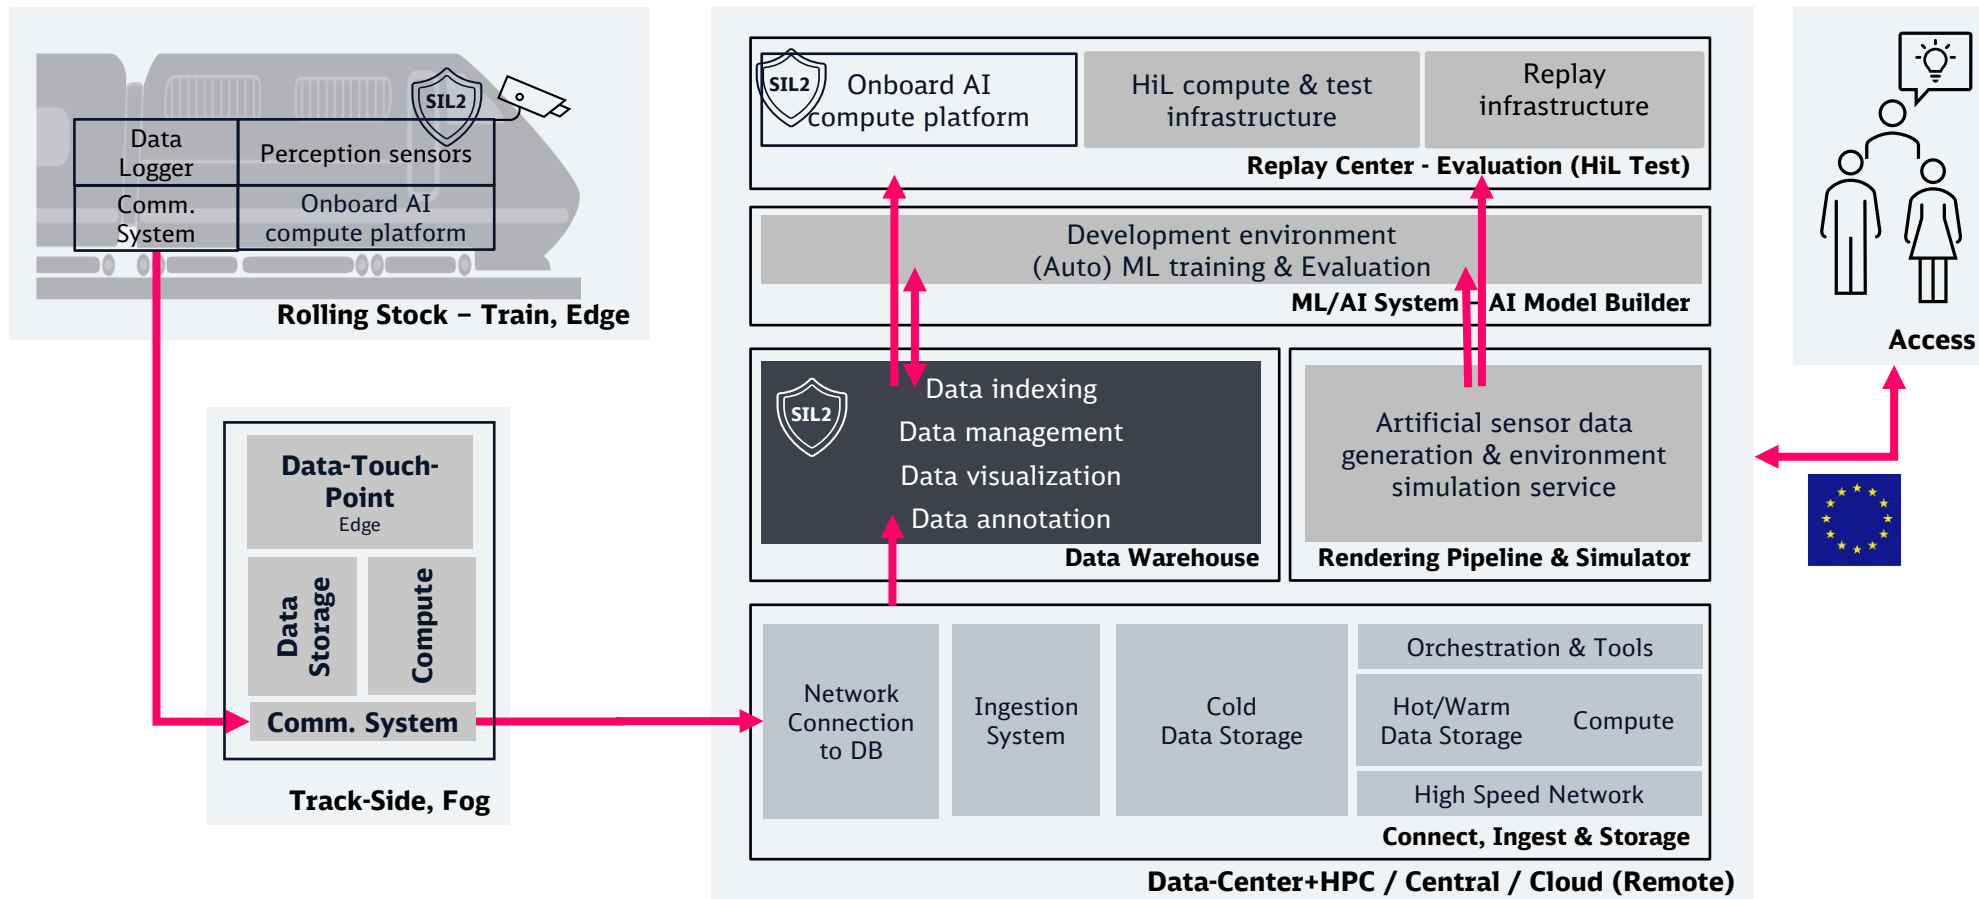 SIL2
Data
Logger
Perception sensors
Comm.
System
Onboard AI
compute platform
Rolling Stock – Train, Edge
Data-Touch-
Point
Edge
Data
Storage
Compute
Comm. System
Track-Side, Fog
SIL2
Onboard AI
compute platform
HiL compute & test
infrastructure
Replay
infrastructure
Replay Center - Evaluation (HiL Test)
Development environment
(Auto) ML training & Evaluation
ML/AI System – AI Model Builder
SIL2
Data indexing
Data management
Data visualization
Data annotation
Data Warehouse
Artificial sensor data
generation & environment
simulation service
Rendering Pipeline & Simulator
Network
Connection
to DB
Ingestion
System
Cold
Data Storage
Orchestration & Tools
Hot/Warm
Data Storage
Compute
High Speed Network
Connect, Ingest & Storage
Data-Center+HPC / Central / Cloud (Remote)
Access